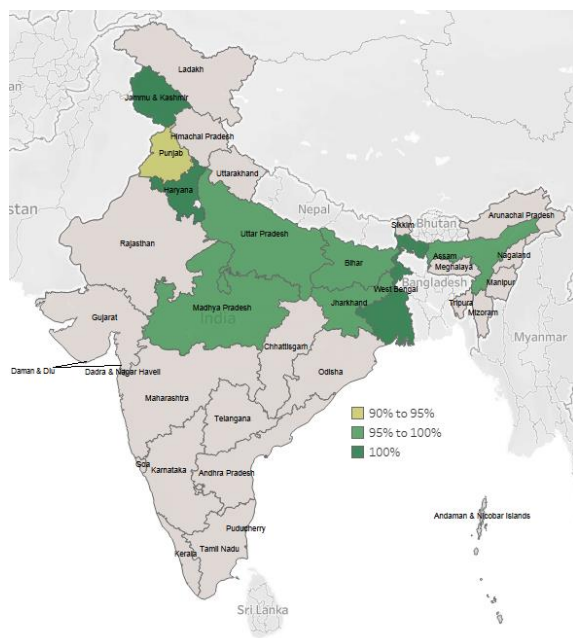 Ladakh
an
Jammu & Kashmir
Himachal Pradesh
Punjab
Uttarakhand
Haryana
stan
Nepal
Sikkim
Bhutan
Arunachal Pradesh
Rajasthan
Uttar Pradesh
Assam
Nagaland
Bihar
Meghalaya
Bangladesh
Manipur
West Bengal
Jharkhand
Tripura
Mizoram
Madhya Pradesh
India
Gujarat
Myanmar
Chhattisgarh
Daman & Diu
Dadra & Nagar Haveli
Odisha
Maharashtra
90% to 95%
95% to 100%
100%
Telangana
Goa
Karnataka
Andhra Pradesh
Andaman & Nicobar Islands
Puducherry
Kerala
Tamil Nadu
Sri Lanka